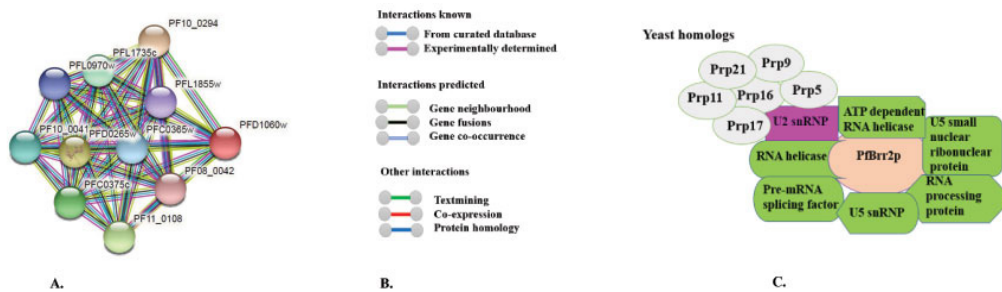 PF10_0294
PFL1735c
PFL0970w
PFL1855w
PF10_0041
PFD0265w
PFC0365w
PFD1060w
PF08_0042
PFC0375c
PF11_0108
A.
Interactions known
From curated database
Experimentally determined
Interactions predicted
Gene neighbourhood
Gene fusions
Gene co-occurrence
Other interactions
Textmining
Co-expression
Protein homology
B.
Yeast homologs
Prp21
Prp9
Prp11
Prp16
Prp5
Prp17
U2 snRNP
ATP dependent
RNA helicase
U5 small
nuclear
ribonuclear
protein
RNA helicase
PfBrr2p
Pre-mRNA
splicing factor
U5 snRNP
RNA
processing
protein
C.